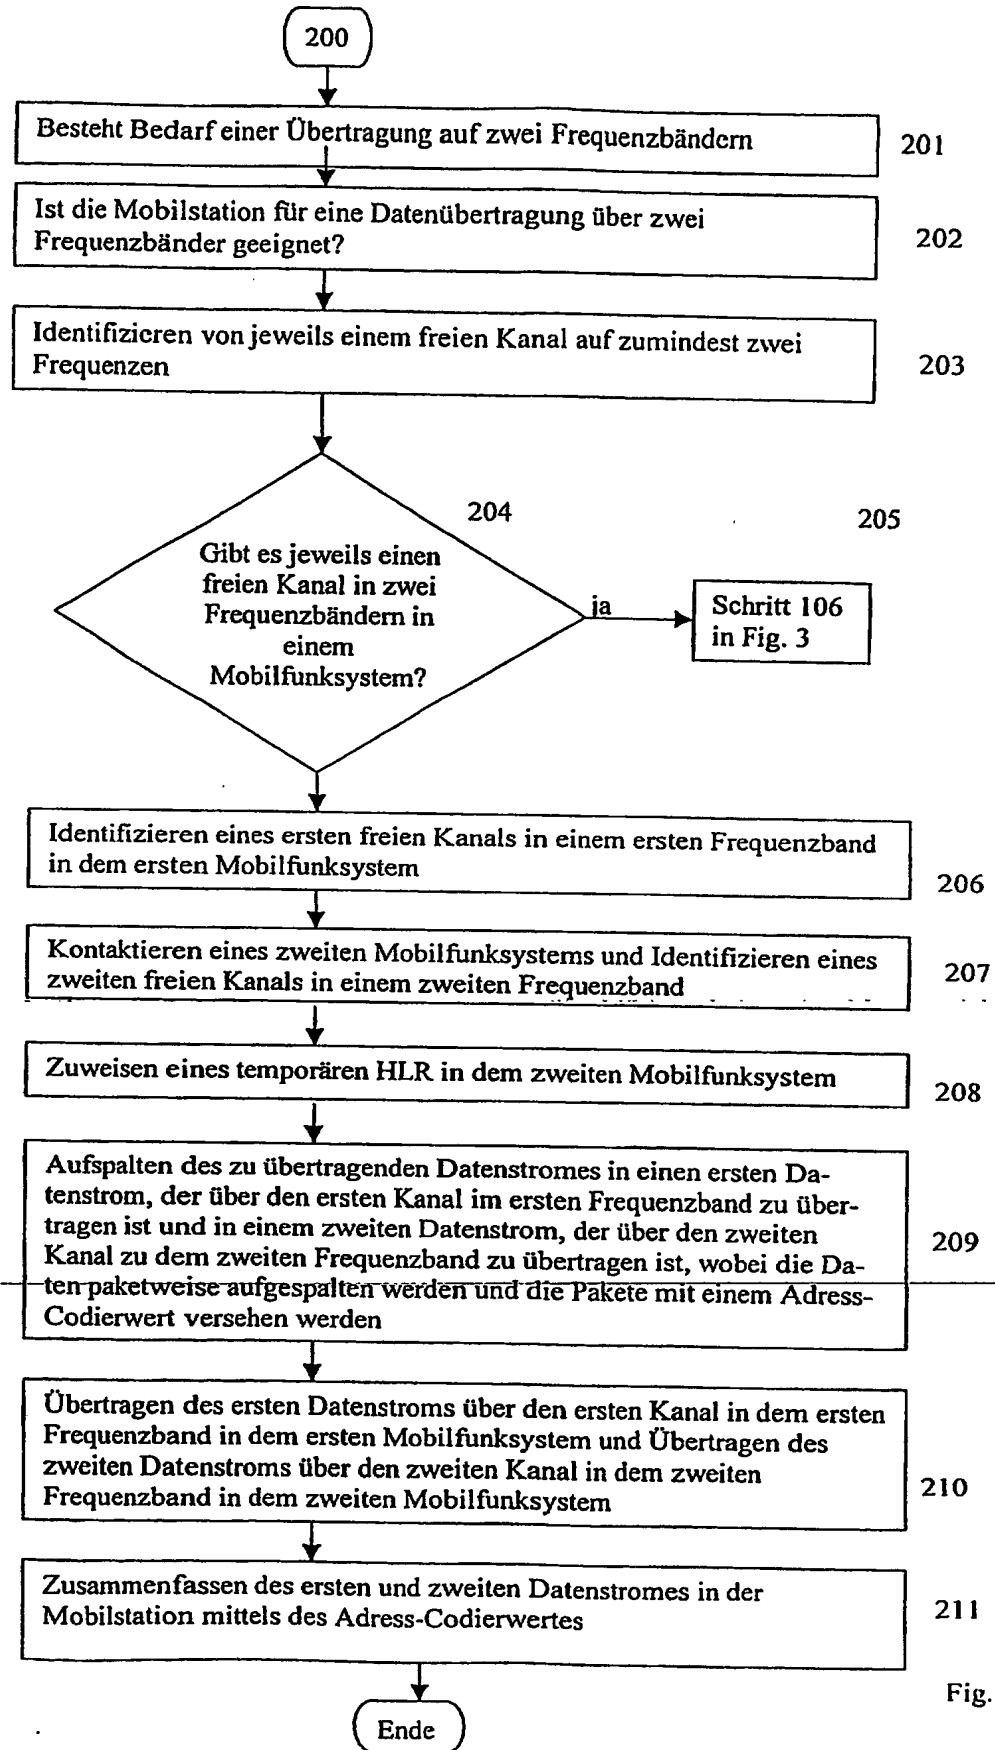 200
Besteht Bedarf einer Übertragung auf zwei Frequenzbändern
201
Ist die Mobilstation für eine Datenübertragung über zwei
Frequenzbänder geeignet?
202
Identifizieren von jeweils einem freien Kanal auf zumindest zwei
Frequenzen
203
204
205
Gibt es jeweils einen
freien Kanal in zwei
Frequenzbändern in
einem
Mobilfunksystem?
ja
Schritt 106
in Fig. 3
Identifizieren eines ersten freien Kanals in einem ersten Frequenzband
in dem ersten Mobilfunksystem
206
Kontaktieren eines zweiten Mobilfunksystems und Identifizieren eines
zweiten freien Kanals in einem zweiten Frequenzband
207
Zuweisen eines temporären HLR in dem zweiten Mobilfunksystem
208
Aufspalten des zu übertragenden Datenstromes in einen ersten Da-
tenstrom, der über den ersten Kanal im ersten Frequenzband zu über-
tragen ist und in einem zweiten Datenstrom, der über den zweiten
Kanal zu dem zweiten Frequenzband zu übertragen ist, wobei die Da-
ten paketweise aufgespalten werden und die Pakete mit einem Adress-
Codierwert versehen werden
209
Übertragen des ersten Datenstroms über den ersten Kanal in dem ersten
Frequenzband in dem ersten Mobilfunksystem und Übertragen des
zweiten Datenstroms über den zweiten Kanal in dem zweiten
Frequenzband in dem zweiten Mobilfunksystem
210
Zusammenfassen des ersten und zweiten Datenstromes in der
Mobilstation mittels des Adress-Codierwertes
211
Fig.
Ende